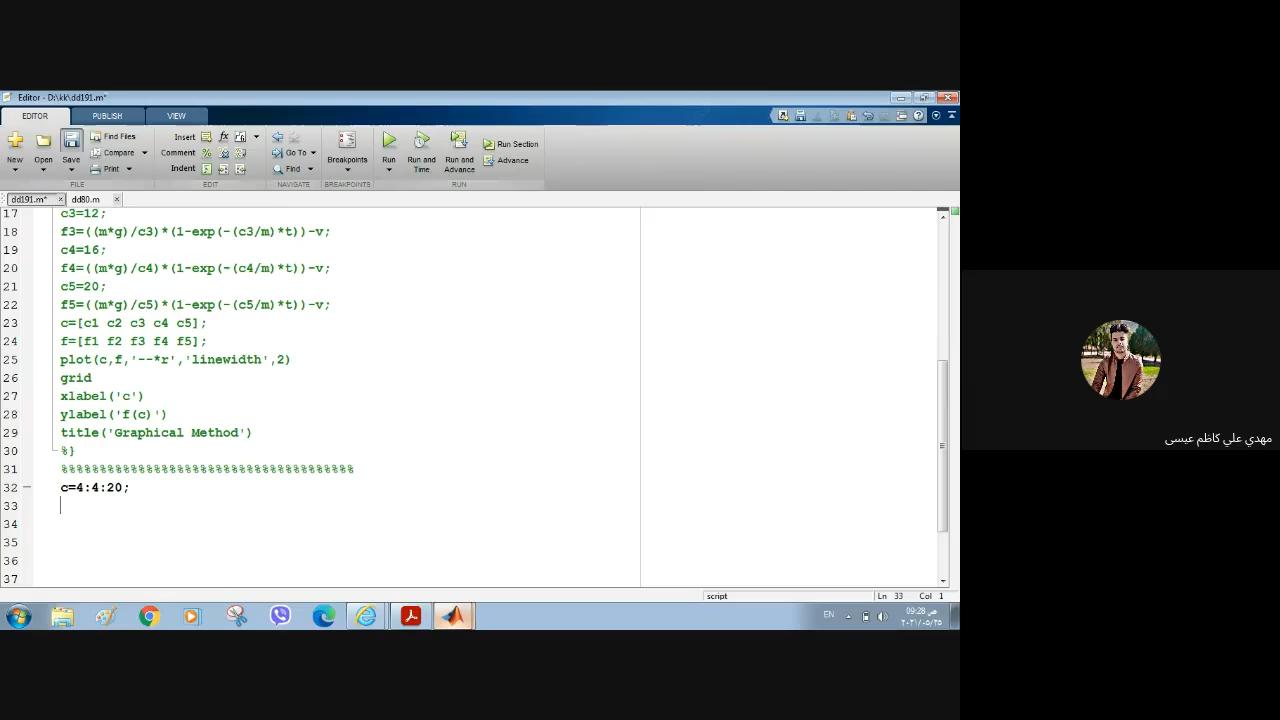 Editor - D:\kk\dd191.m*
EDITOR PUBLISH VIEW
New Open Save Find Files Compare Print
Insert Comment Indent
Go To Find
Breakpoints
Run Run and Time Run and Advance Run Section Advance
FILE EDIT NAVIGATE BREAKPOINTS RUN
dd191.m* dd80.m
17 c3=12;
18 f3=((m*g)/c3)*(1-exp(-(c3/m)*t))-v;
19 c4=16;
20 f4=((m*g)/c4)*(1-exp(-(c4/m)*t))-v;
21 c5=20;
22 f5=((m*g)/c5)*(1-exp(-(c5/m)*t))-v;
23 c=[c1 c2 c3 c4 c5];
24 f=[f1 f2 f3 f4 f5];
25 plot(c,f,'--*r','linewidth',2)
26 grid
27 xlabel('c')
28 ylabel('f(c)')
29 title('Graphical Method')
30 %}
31 %%%%%%%%%%%%%%%%%%%%%%%%%%%%%%%%%%%%%%
32 c=4:4:20;
33
34
35
36
37
script Ln 33 Col 1
EN
09:28 ص
٢٠٢١/٠٥/٢٥
مهدي علي كاظم عيسى